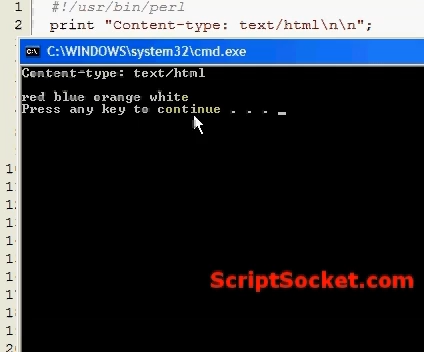 1 #!/usr/bin/perl
2 print "Content-type: text/html\n\n";
C:\WINDOWS\system32\cmd.exe
Content-type: text/html
red blue orange white
Press any key to continue . . . _
ScriptSocket.com